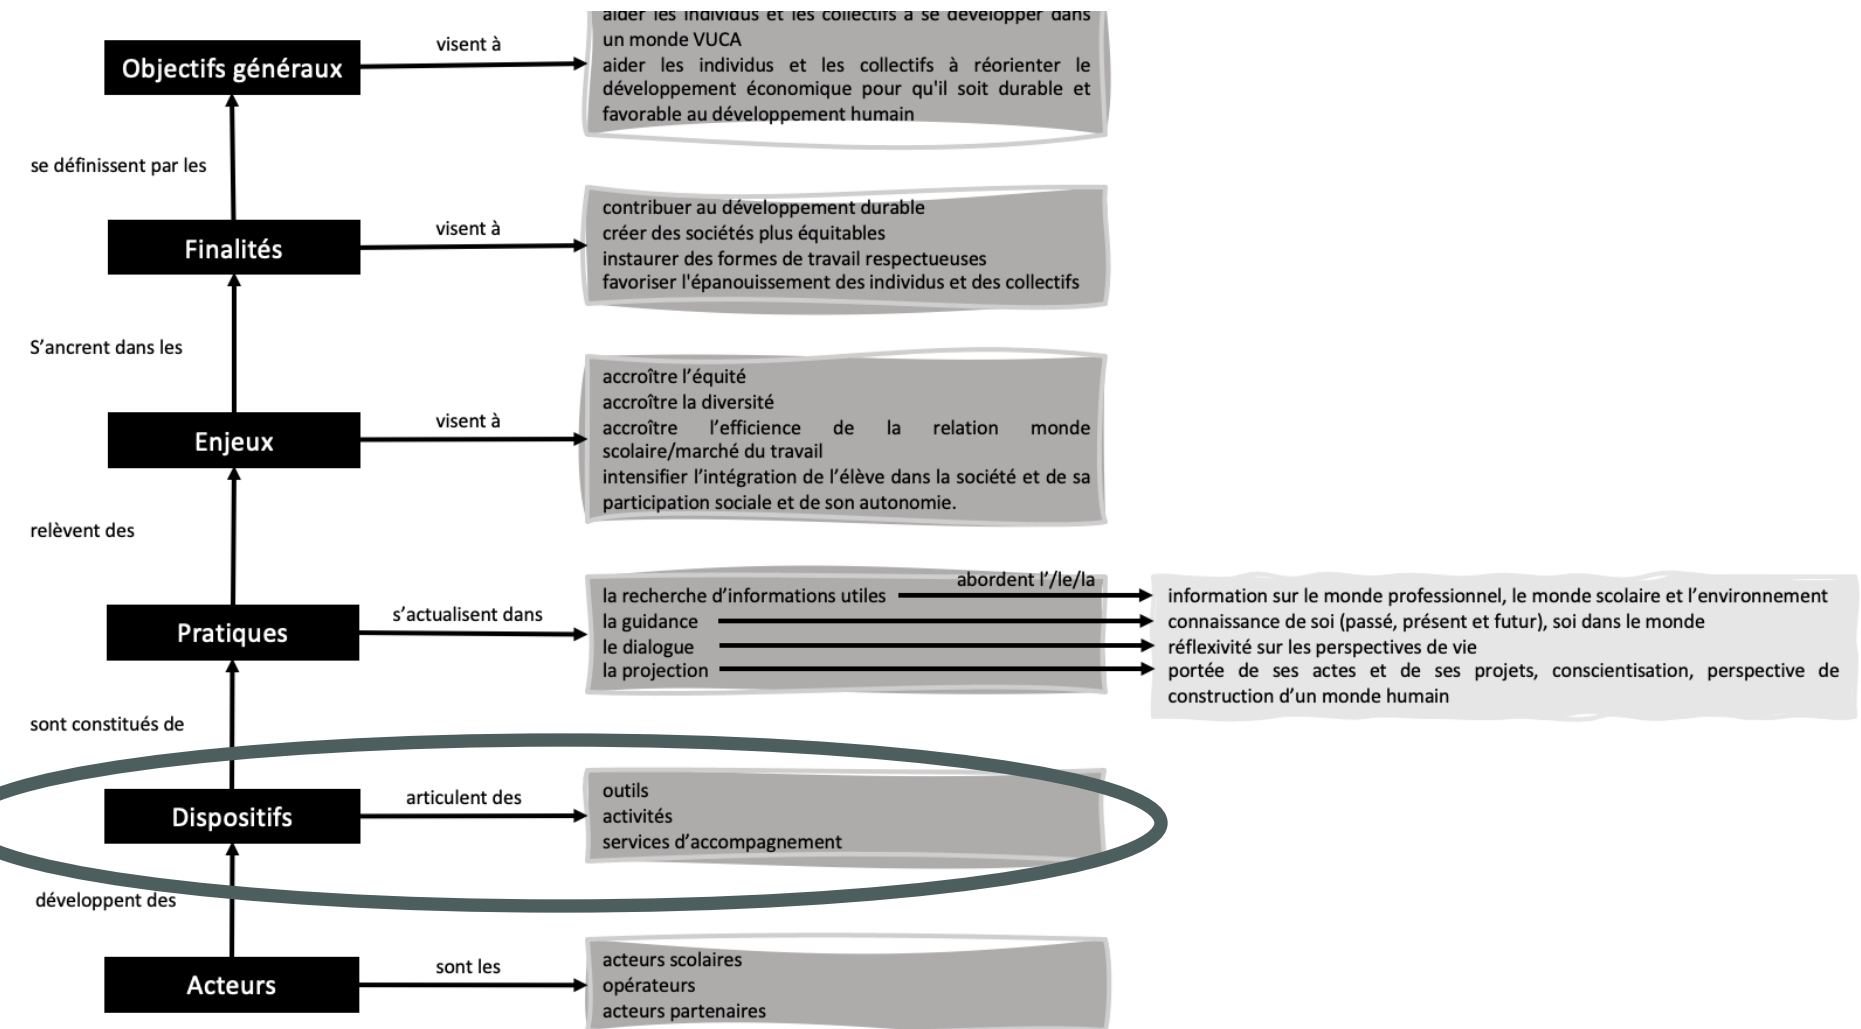 aider les individus et les collectifs à se développer dans
un monde VUCA
aider les individus et les collectifs à réorienter le
développement économique pour qu'il soit durable et
favorable au développement humain
Objectifs généraux
visent à
se définissent par les
contribuer au développement durable
créer des sociétés plus équitables
instaurer des formes de travail respectueuses
favoriser l'épanouissement des individus et des collectifs
Finalités
visent à
S’ancrent dans les
accroître l’équité
accroître la diversité
accroître l’efficience de la relation monde
scolaire/marché du travail
intensifier l’intégration de l’élève dans la société et de sa
participation sociale et de son autonomie.
Enjeux
visent à
relèvent des
Pratiques
s’actualisent dans
la recherche d’informations utiles
la guidance
le dialogue
la projection
abordent l’/le/la
information sur le monde professionnel, le monde scolaire et l’environnement
connaissance de soi (passé, présent et futur), soi dans le monde
réflexivité sur les perspectives de vie
portée de ses actes et de ses projets, conscientisation, perspective de
construction d’un monde humain
sont constitués de
Dispositifs
articulent des
outils
activités
services d’accompagnement
développent des
Acteurs
sont les
acteurs scolaires
opérateurs
acteurs partenaires